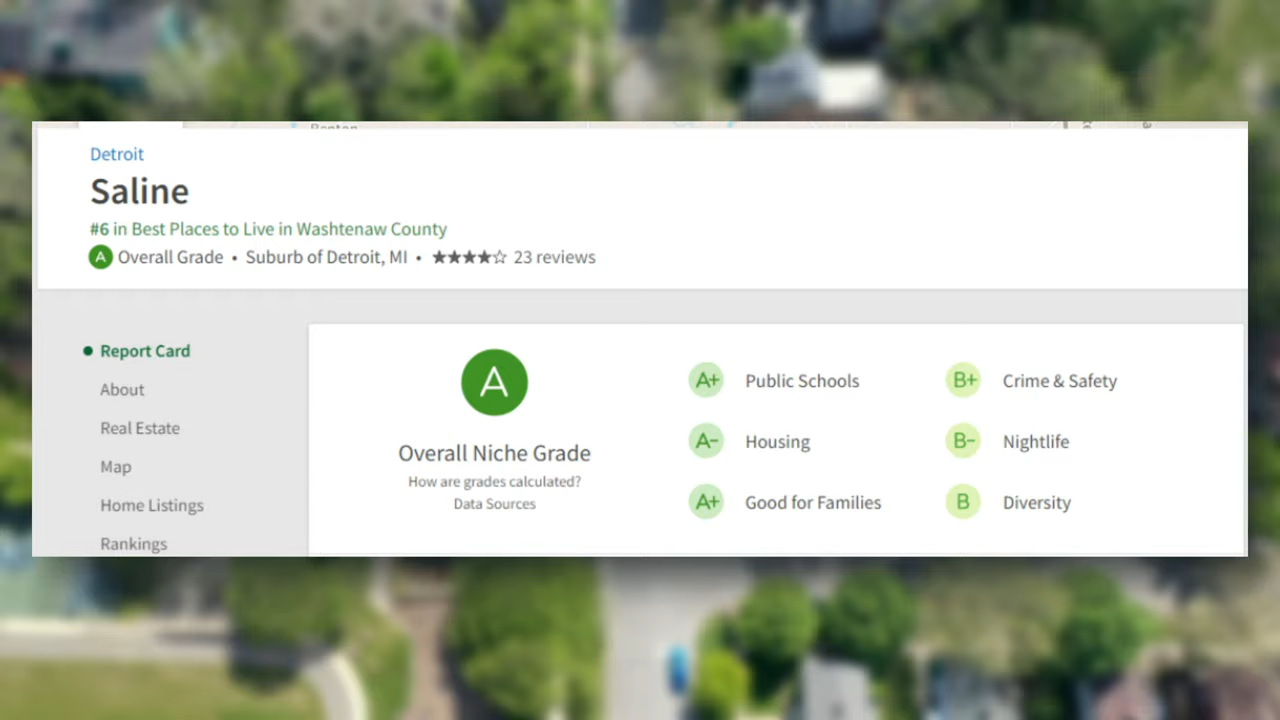 Detroit
Saline
#6 in Best Places to Live in Washtenaw County
A Overall Grade • Suburb of Detroit, MI • ★★★★☆ 23 reviews
Report Card
About
Real Estate
Map
Home Listings
Rankings
A
Overall Niche Grade
How are grades calculated?
Data Sources
A+ Public Schools
A- Housing
A+ Good for Families
B+ Crime & Safety
B- Nightlife
B Diversity